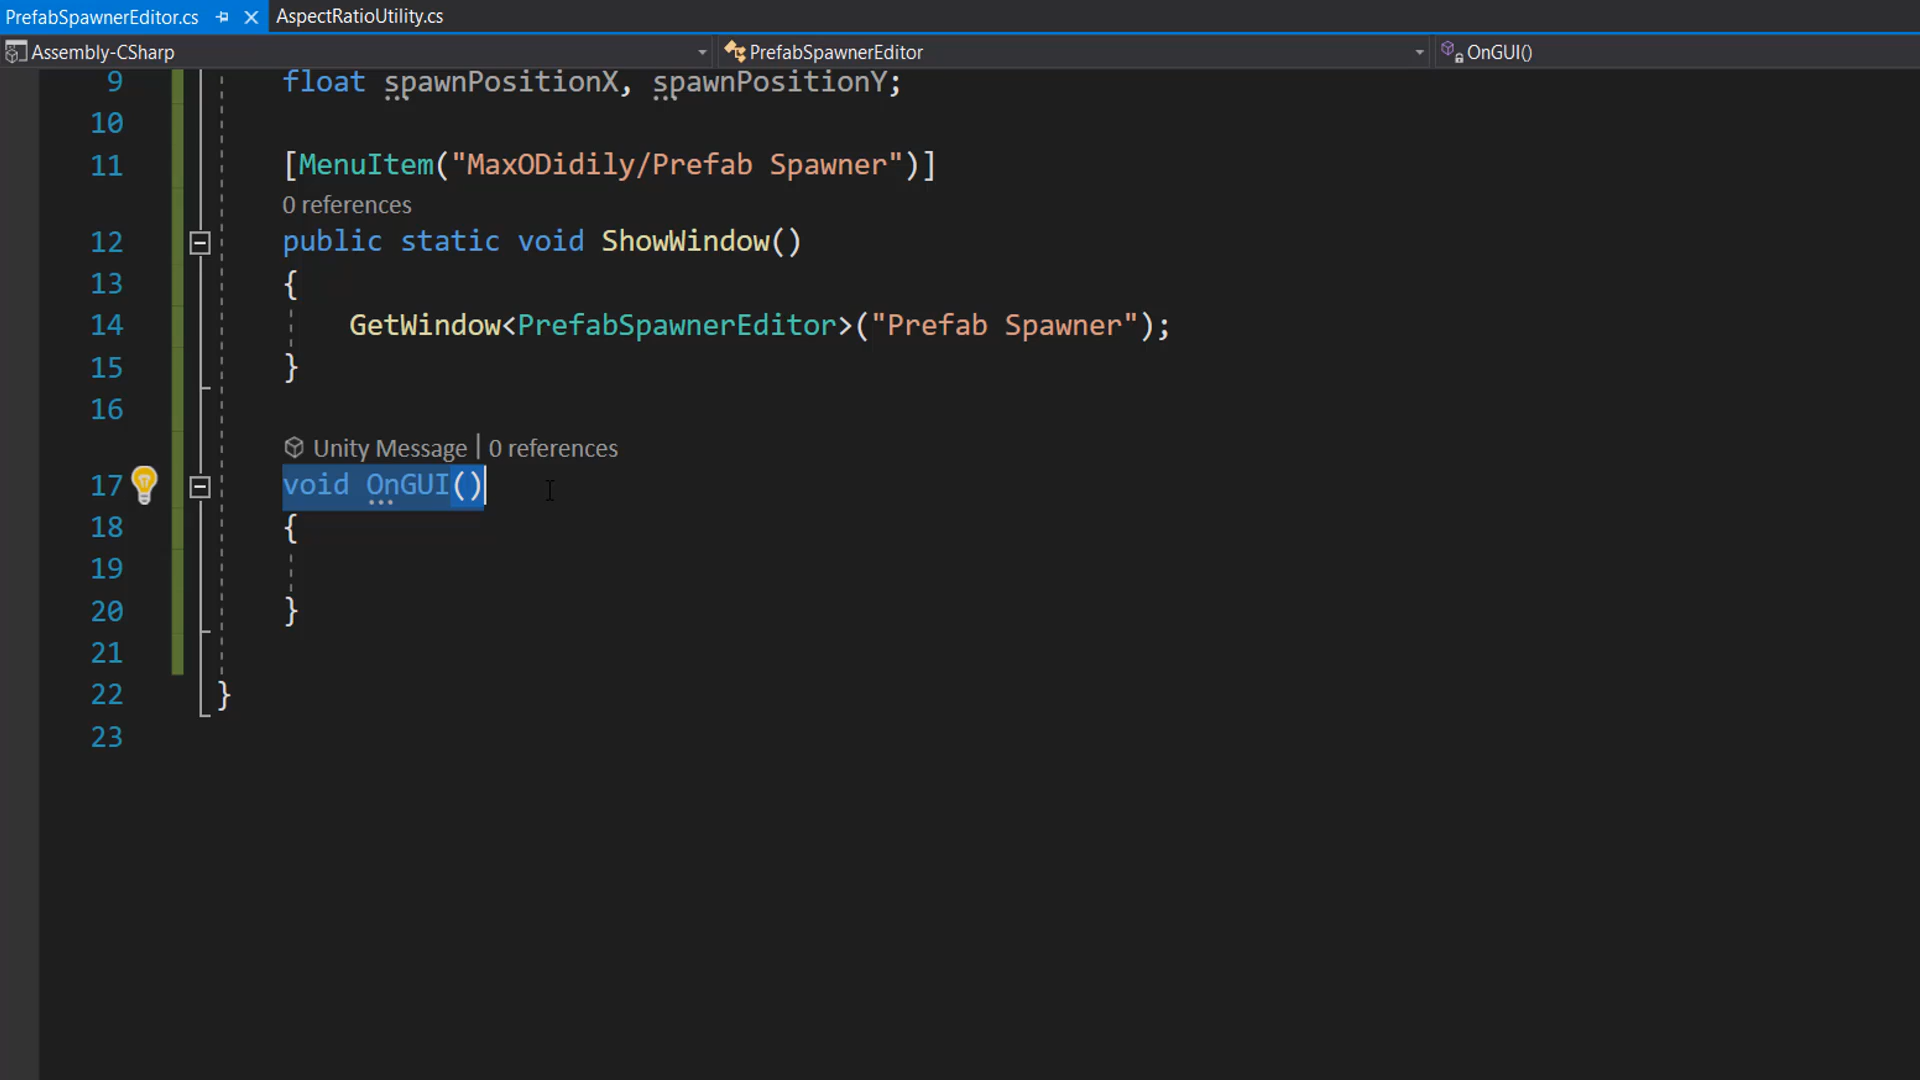 PrefabSpawnerEditor.cs AspectRatioUtility.cs
Assembly-CSharp PrefabSpawnerEditor OnGUI()
9 float spawnPositionX, spawnPositionY;
10
11 [MenuItem("MaxODidily/Prefab Spawner")]
0 references
12 public static void ShowWindow()
13 {
14 GetWindow<PrefabSpawnerEditor>("Prefab Spawner");
15 }
16
Unity Message | 0 references
17 void OnGUI()
18 {
19
20 }
21
22 }
23